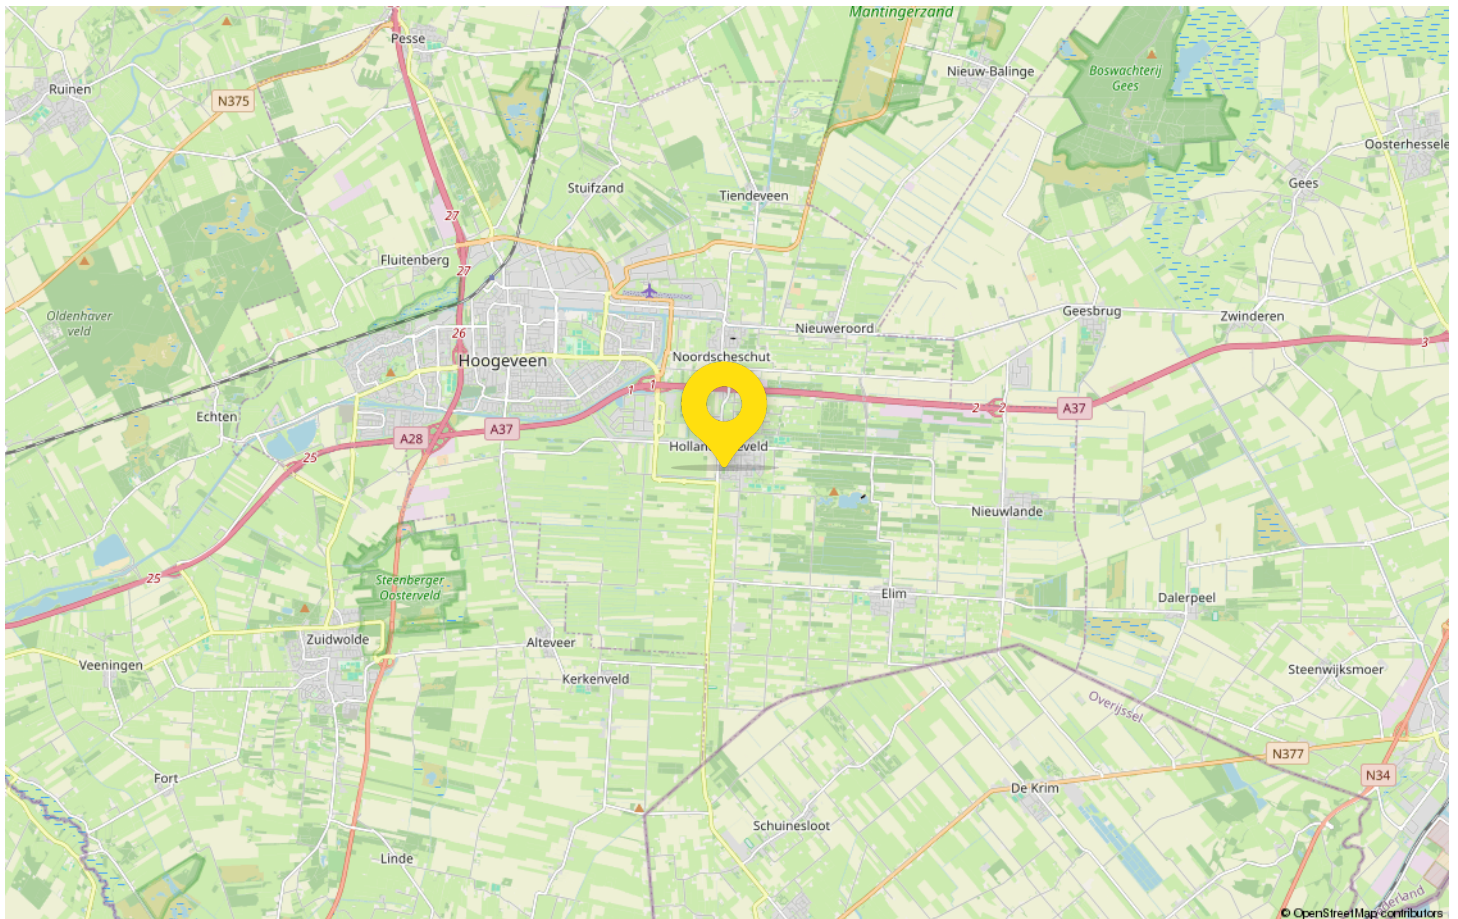 Mantingerzand
Pesse
Nieuw-Balinge
Boswachterij
Gees
Ruinen
N375
Oosterhessele
Gees
Stuifzand
Tiendeveen
27
Fluitenberg
27
Oldenhaver
veld
Geesbrug
Zwinderen
Nieuweroord
26
Hoogeveen
Noordscheschut
3
1
1
Echten
2
2
A37
A28
A37
25
Nieuwlande
25
Steenberger
Oosterveld
Elim
Dalerpeel
Zuidwolde
Alteveer
Veeningen
Kerkenveld
Steenwijksmoer
Overijssel
N377
Fort
N34
De Krim
Schuinesloot
Linde
© OpenStreetMap contributors